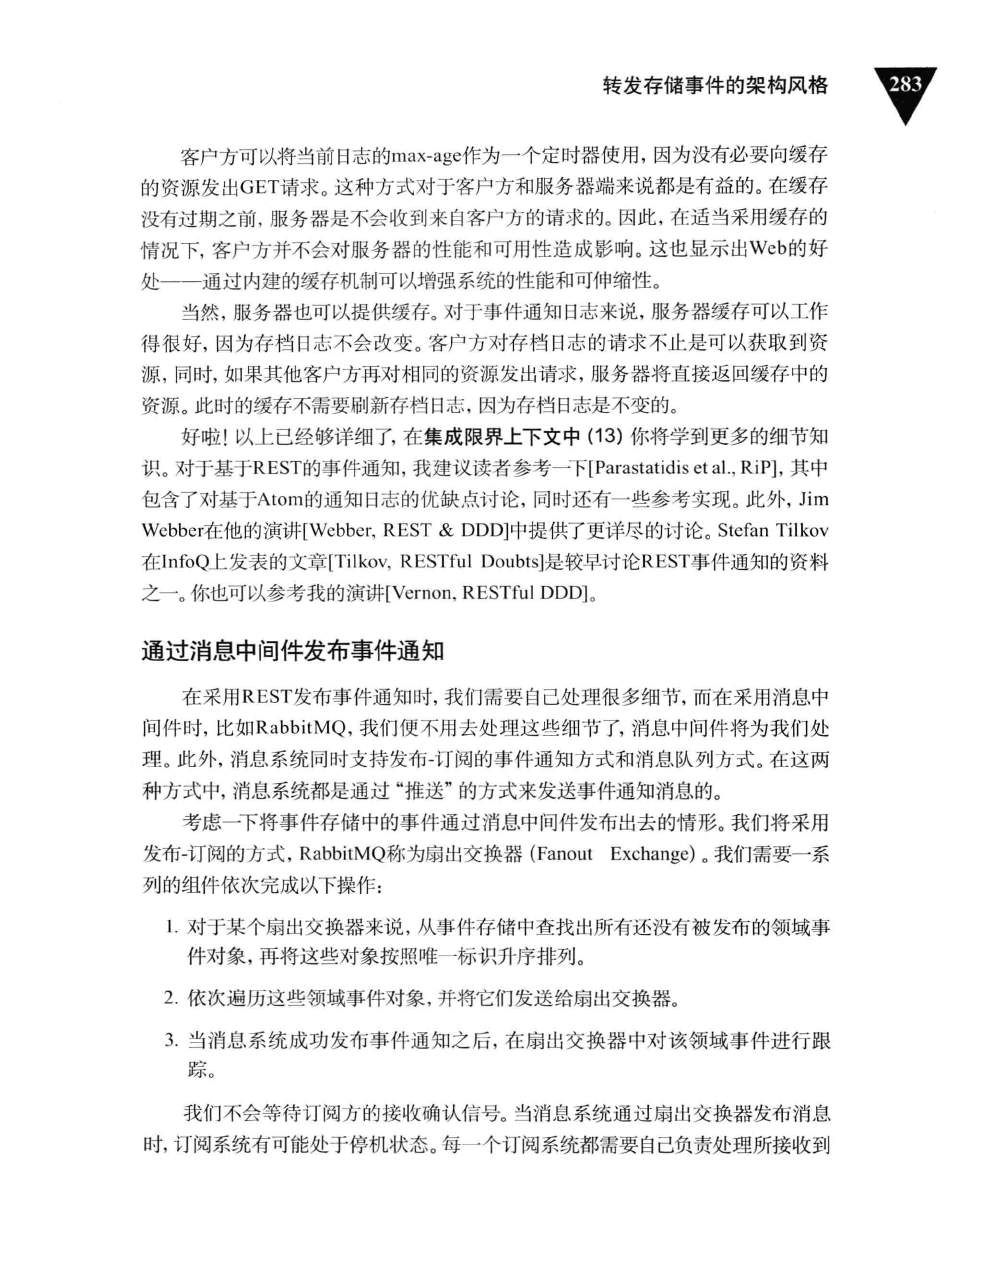 转发存储事件的架构风格 283
客户方可以将当前日志的max-age作为一个定时器使用, 因为没有必要向缓存
的资源发出GET请求。这种方式对于客户方和服务器端来说都是有益的。在缓存
没有过期之前, 服务器是不会收到来自客户方的请求的。因此, 在适当采用缓存的
情况下, 客户方并不会对服务器的性能和可用性造成影响。这也显示出Web的好
处——通过内建的缓存机制可以增强系统的性能和可伸缩性。
当然, 服务器也可以提供缓存。对于事件通知日志来说, 服务器缓存可以工作
得很好, 因为存档日志不会改变。客户方对存档日志的请求不止是可以获取到资
源, 同时, 如果其他客户方再对相同的资源发出请求, 服务器将直接返回缓存中的
资源。此时的缓存不需要刷新存档日志, 因为存档日志是不变的。
好啦! 以上已经够详细了, 在集成限界上下文中 (13) 你将学到更多的细节知
识。对于基于REST的事件通知, 我建议读者参考一下[Parastatidis et al., RiP], 其中
包含了对基于Atom的通知日志的优缺点讨论, 同时还有一些参考实现。此外, Jim
Webber在他的演讲[Webber, REST & DDD]中提供了更详尽的讨论。Stefan Tilkov
在InfoQ上发表的文章[Tilkov, RESTful Doubts]是较早讨论REST事件通知的资料
之一。你也可以参考我的演讲[Vernon, RESTful DDD]。
通过消息中间件发布事件通知
在采用REST发布事件通知时, 我们需要自己处理很多细节, 而在采用消息中
间件时, 比如RabbitMQ, 我们便不用去处理这些细节了, 消息中间件将为我们处
理。此外, 消息系统同时支持发布-订阅的事件通知方式和消息队列方式。在这两
种方式中, 消息系统都是通过“推送”的方式来发送事件通知消息的。
考虑一下将事件存储中的事件通过消息中间件发布出去的情形。我们将采用
发布-订阅的方式, RabbitMQ称为扇出交换器 (Fanout Exchange) 。我们需要一系
列的组件依次完成以下操作:
1. 对于某个扇出交换器来说, 从事件存储中查找出所有还没有被发布的领域事
件对象, 再将这些对象按照唯一标识升序排列。
2. 依次遍历这些领域事件对象, 并将它们发送给扇出交换器。
3. 当消息系统成功发布事件通知之后, 在扇出交换器中对该领域事件进行跟
踪。
我们不会等待订阅方的接收确认信号。当消息系统通过扇出交换器发布消息
时, 订阅系统有可能处于停机状态。每一个订阅系统都需要自己负责处理所接收到